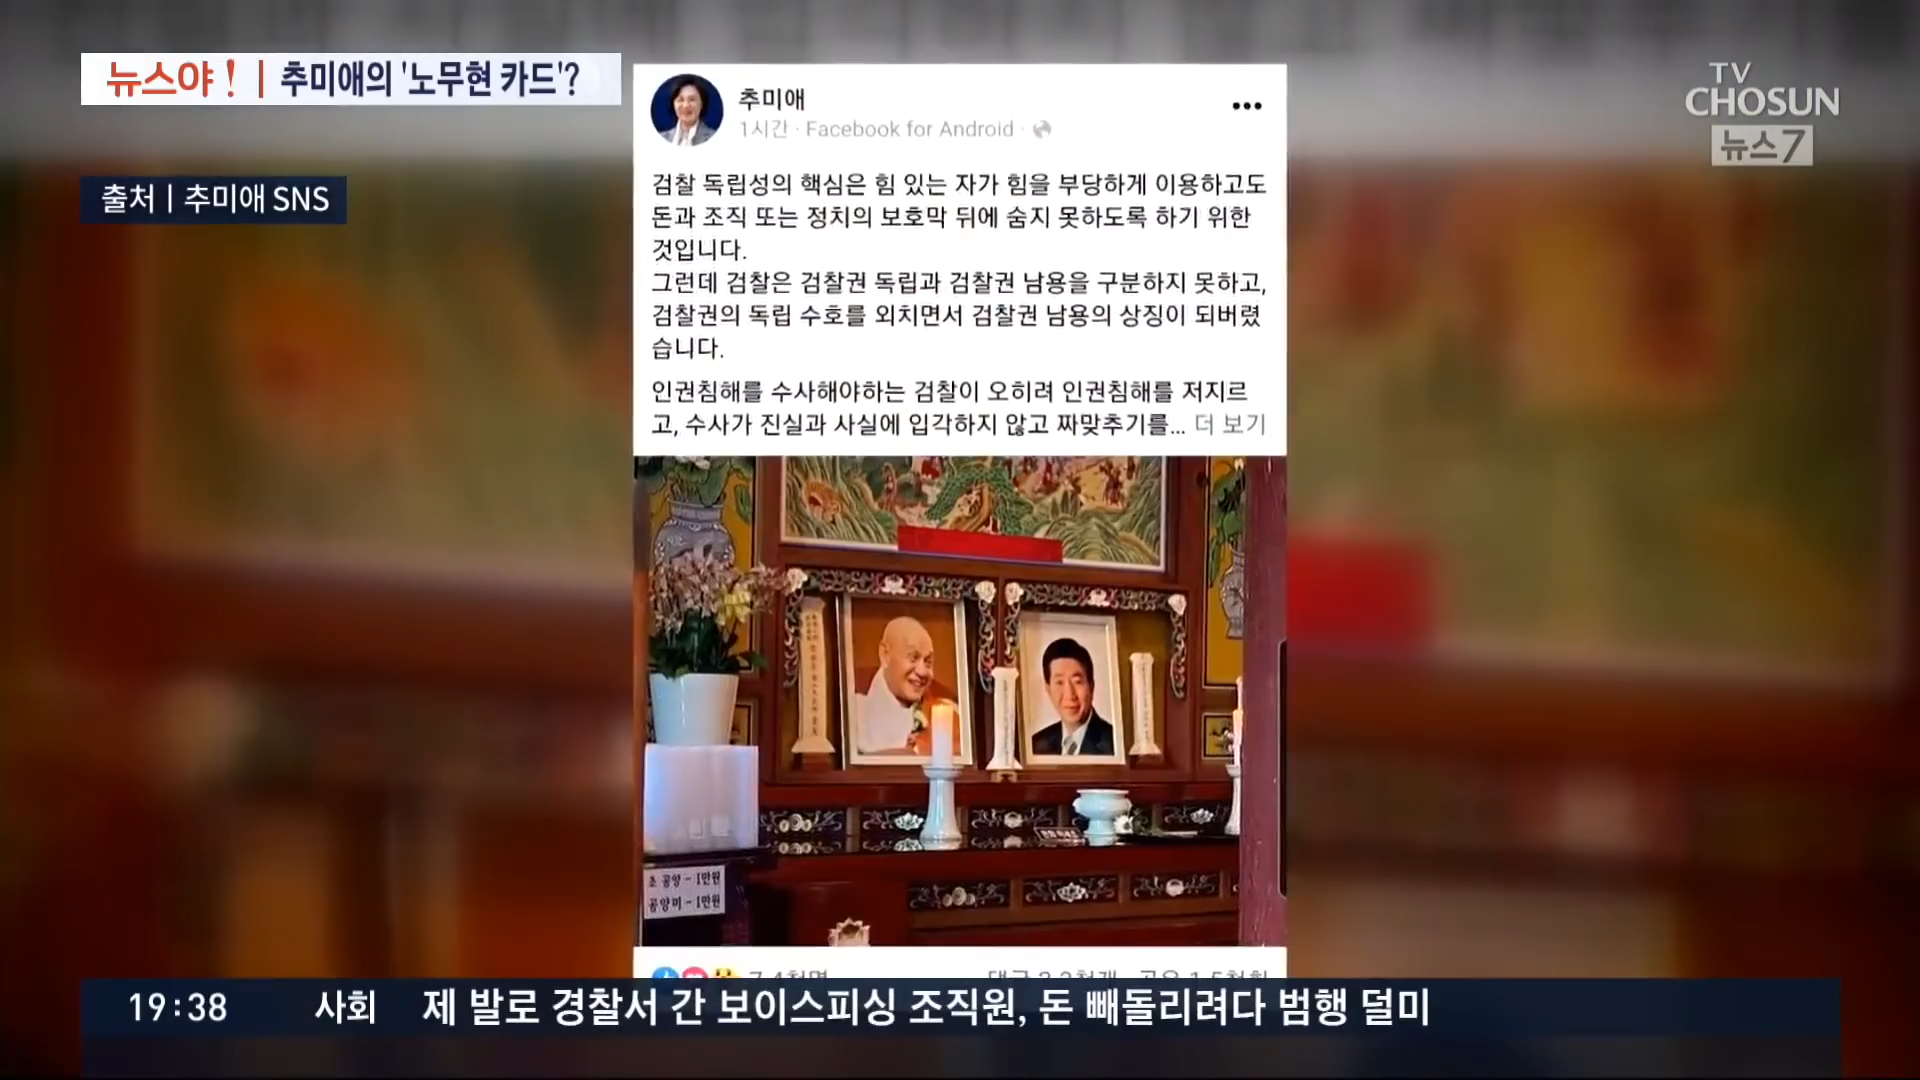 뉴스야! | 추미애의 '노무현 카드'?
TV
CHOSUN
뉴스7
출처 | 추미애 SNS
추미애
1시간 · Facebook for Android ·
검찰 독립성의 핵심은 힘 있는 자가 힘을 부당하게 이용하고도
돈과 조직 또는 정치의 보호막 뒤에 숨지 못하도록 하기 위한
것입니다.
그런데 검찰은 검찰권 독립과 검찰권 남용을 구분하지 못하고,
검찰권의 독립 수호를 외치면서 검찰권 남용의 상징이 되버렸
습니다.
인권침해를 수사해야하는 검찰이 오히려 인권침해를 저지르
고, 수사가 진실과 사실에 입각하지 않고 짜맞추기를... 더 보기
초 공양 - 1만원
공양미 - 1만원
19:38 사회 제 발로 경찰서 간 보이스피싱 조직원, 돈 빼돌리려다 범행 덜미